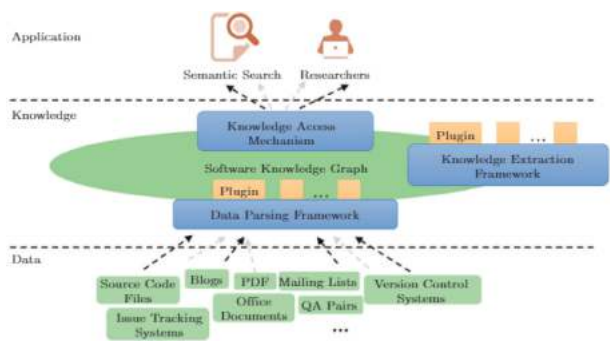 Application
Semantic Search
Researchers
Knowledge
Knowledge Access
Mechanism
Plugin
...
Knowledge Extraction
Framework
Software Knowledge Graph
Plugin
...
Data Parsing Framework
Data
Source Code
Files
Blogs
PDF
Mailing Lists
Version Control
Systems
Issue Tracking
Systems
Office
Documents
QA Pairs
...